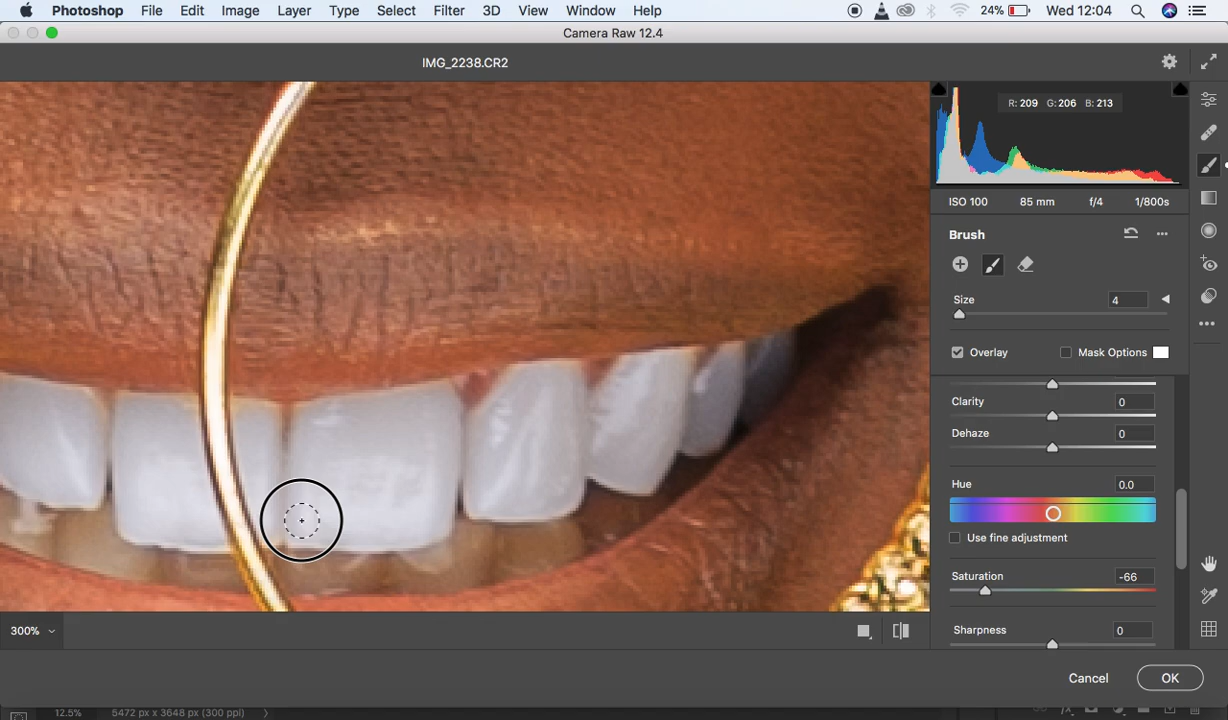 Photoshop File Edit Image Layer Type Select Filter 3D View Window Help 24% Wed 12:04
Camera Raw 12.4
IMG_2238.CR2
R: 209 G: 206 B: 213
ISO 100 85 mm f/4 1/800s
Brush
Size 4
Overlay Mask Options
Clarity 0
Dehaze 0
Hue 0.0
Use fine adjustment
Saturation -66
Sharpness 0
300%
Cancel OK
12.5% 5472 px x 3648 px (300 ppi)